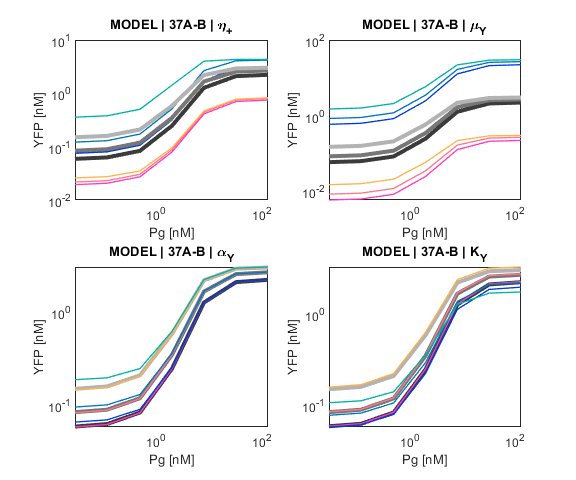 MODEL | 37A-B | η+
MODEL | 37A-B | μY
10^1
10^0
10^-1
10^-2
YFP [nM]
10^0
10^2
Pg [nM]
10^2
10^0
10^-2
YFP [nM]
10^0
10^2
Pg [nM]
MODEL | 37A-B | αY
MODEL | 37A-B | KY
10^0
10^-1
YFP [nM]
10^0
10^2
Pg [nM]
10^0
10^-1
YFP [nM]
10^0
10^2
Pg [nM]